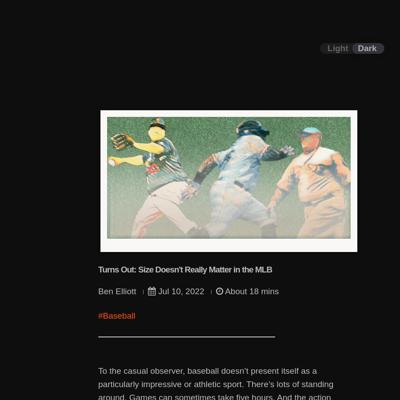 Light Dark
Turns Out: Size Doesn't Really Matter in the MLB
Ben Elliott Jul 10, 2022 About 18 mins
#Baseball
To the casual observer, baseball doesn't present itself as a
particularly impressive or athletic sport. There's lots of standing
around. Games can sometimes take five hours. And the action